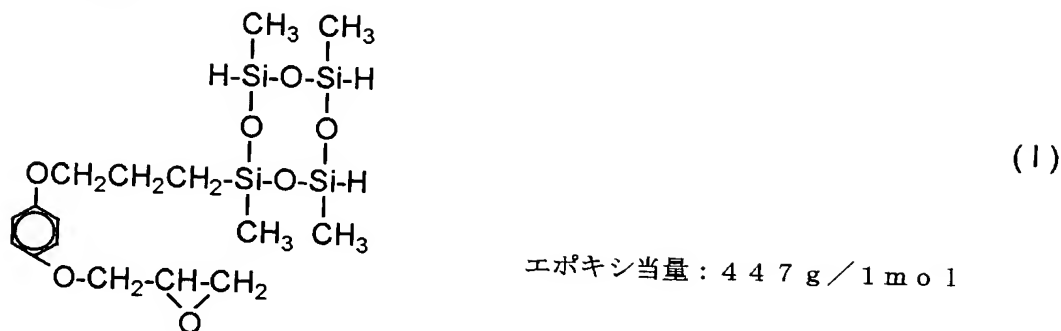 CH3 CH3
H-Si-O-Si-H
O O
OCH2CH2CH2-Si-O-Si-H
(1)
CH3 CH3
O-CH2-CH-CH2
O
エポキシ当量:447g/1mol